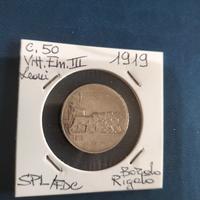 C. 50 1919
Vitt. Em. III
Leoni
SPL/FDC Bordo
Rigato